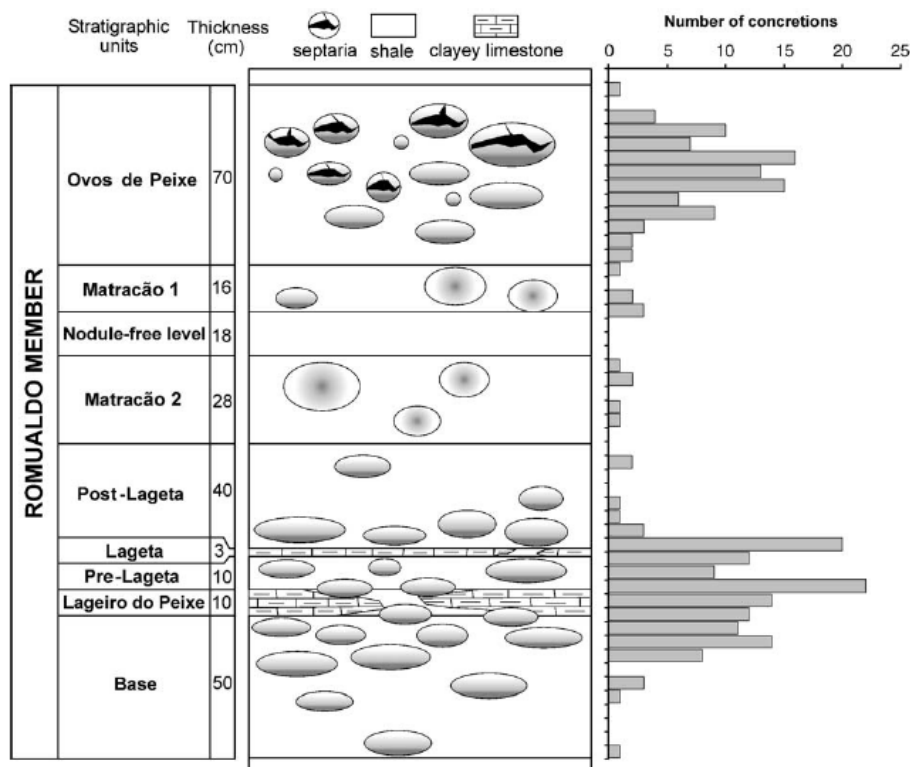 Stratigraphic units
Thickness (cm)
septaria
shale
clayey limestone
Number of concretions
0 5 10 15 20 25
ROMUALDO MEMBER
Ovos de Peixe 70
Matracão 1 16
Nodule-free level 18
Matracão 2 28
Post-Lageta 40
Lageta 3
Pre-Lageta 10
Lageiro do Peixe 10
Base 50